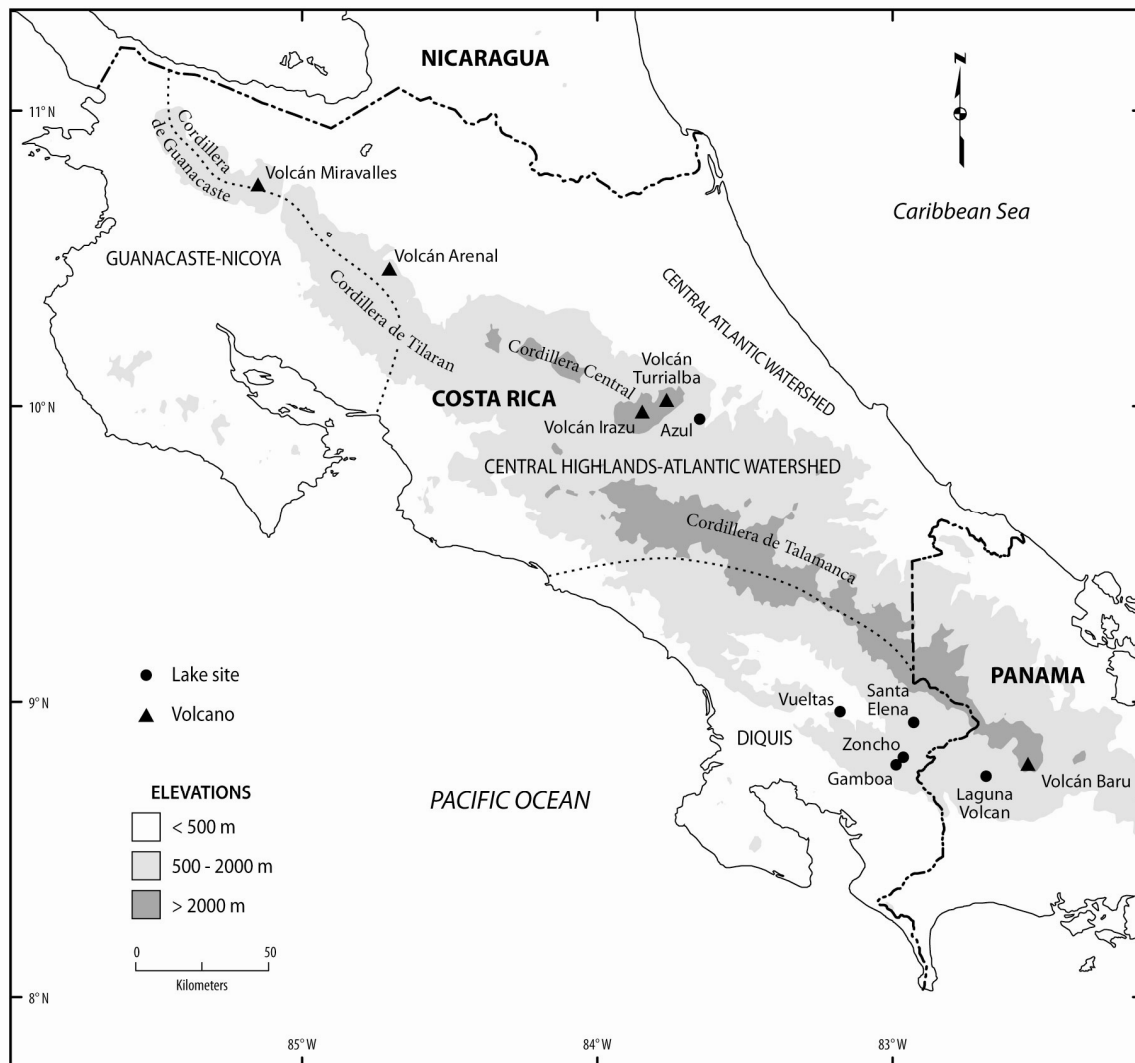 NICARAGUA
N
11° N
Cordillera
de Guanacaste
Volcán Miravalles
Caribbean Sea
GUANACASTE-NICOYA
Volcán Arenal
Cordillera de Tilaran
CENTRAL ATLANTIC WATERSHED
Cordillera Central
Volcán
Turrialba
10° N
COSTA RICA
Volcán Irazu
Azul
CENTRAL HIGHLANDS-ATLANTIC WATERSHED
Cordillera de Talamanca
Lake site
Volcano
9° N
PANAMA
Vueltas
Santa
Elena
DIQUIS
Zoncho
Gamboa
Laguna
Volcan
Volcán Baru
PACIFIC OCEAN
ELEVATIONS
< 500 m
500 - 2000 m
> 2000 m
0 50
Kilometers
8° N
85° W
84° W
83° W